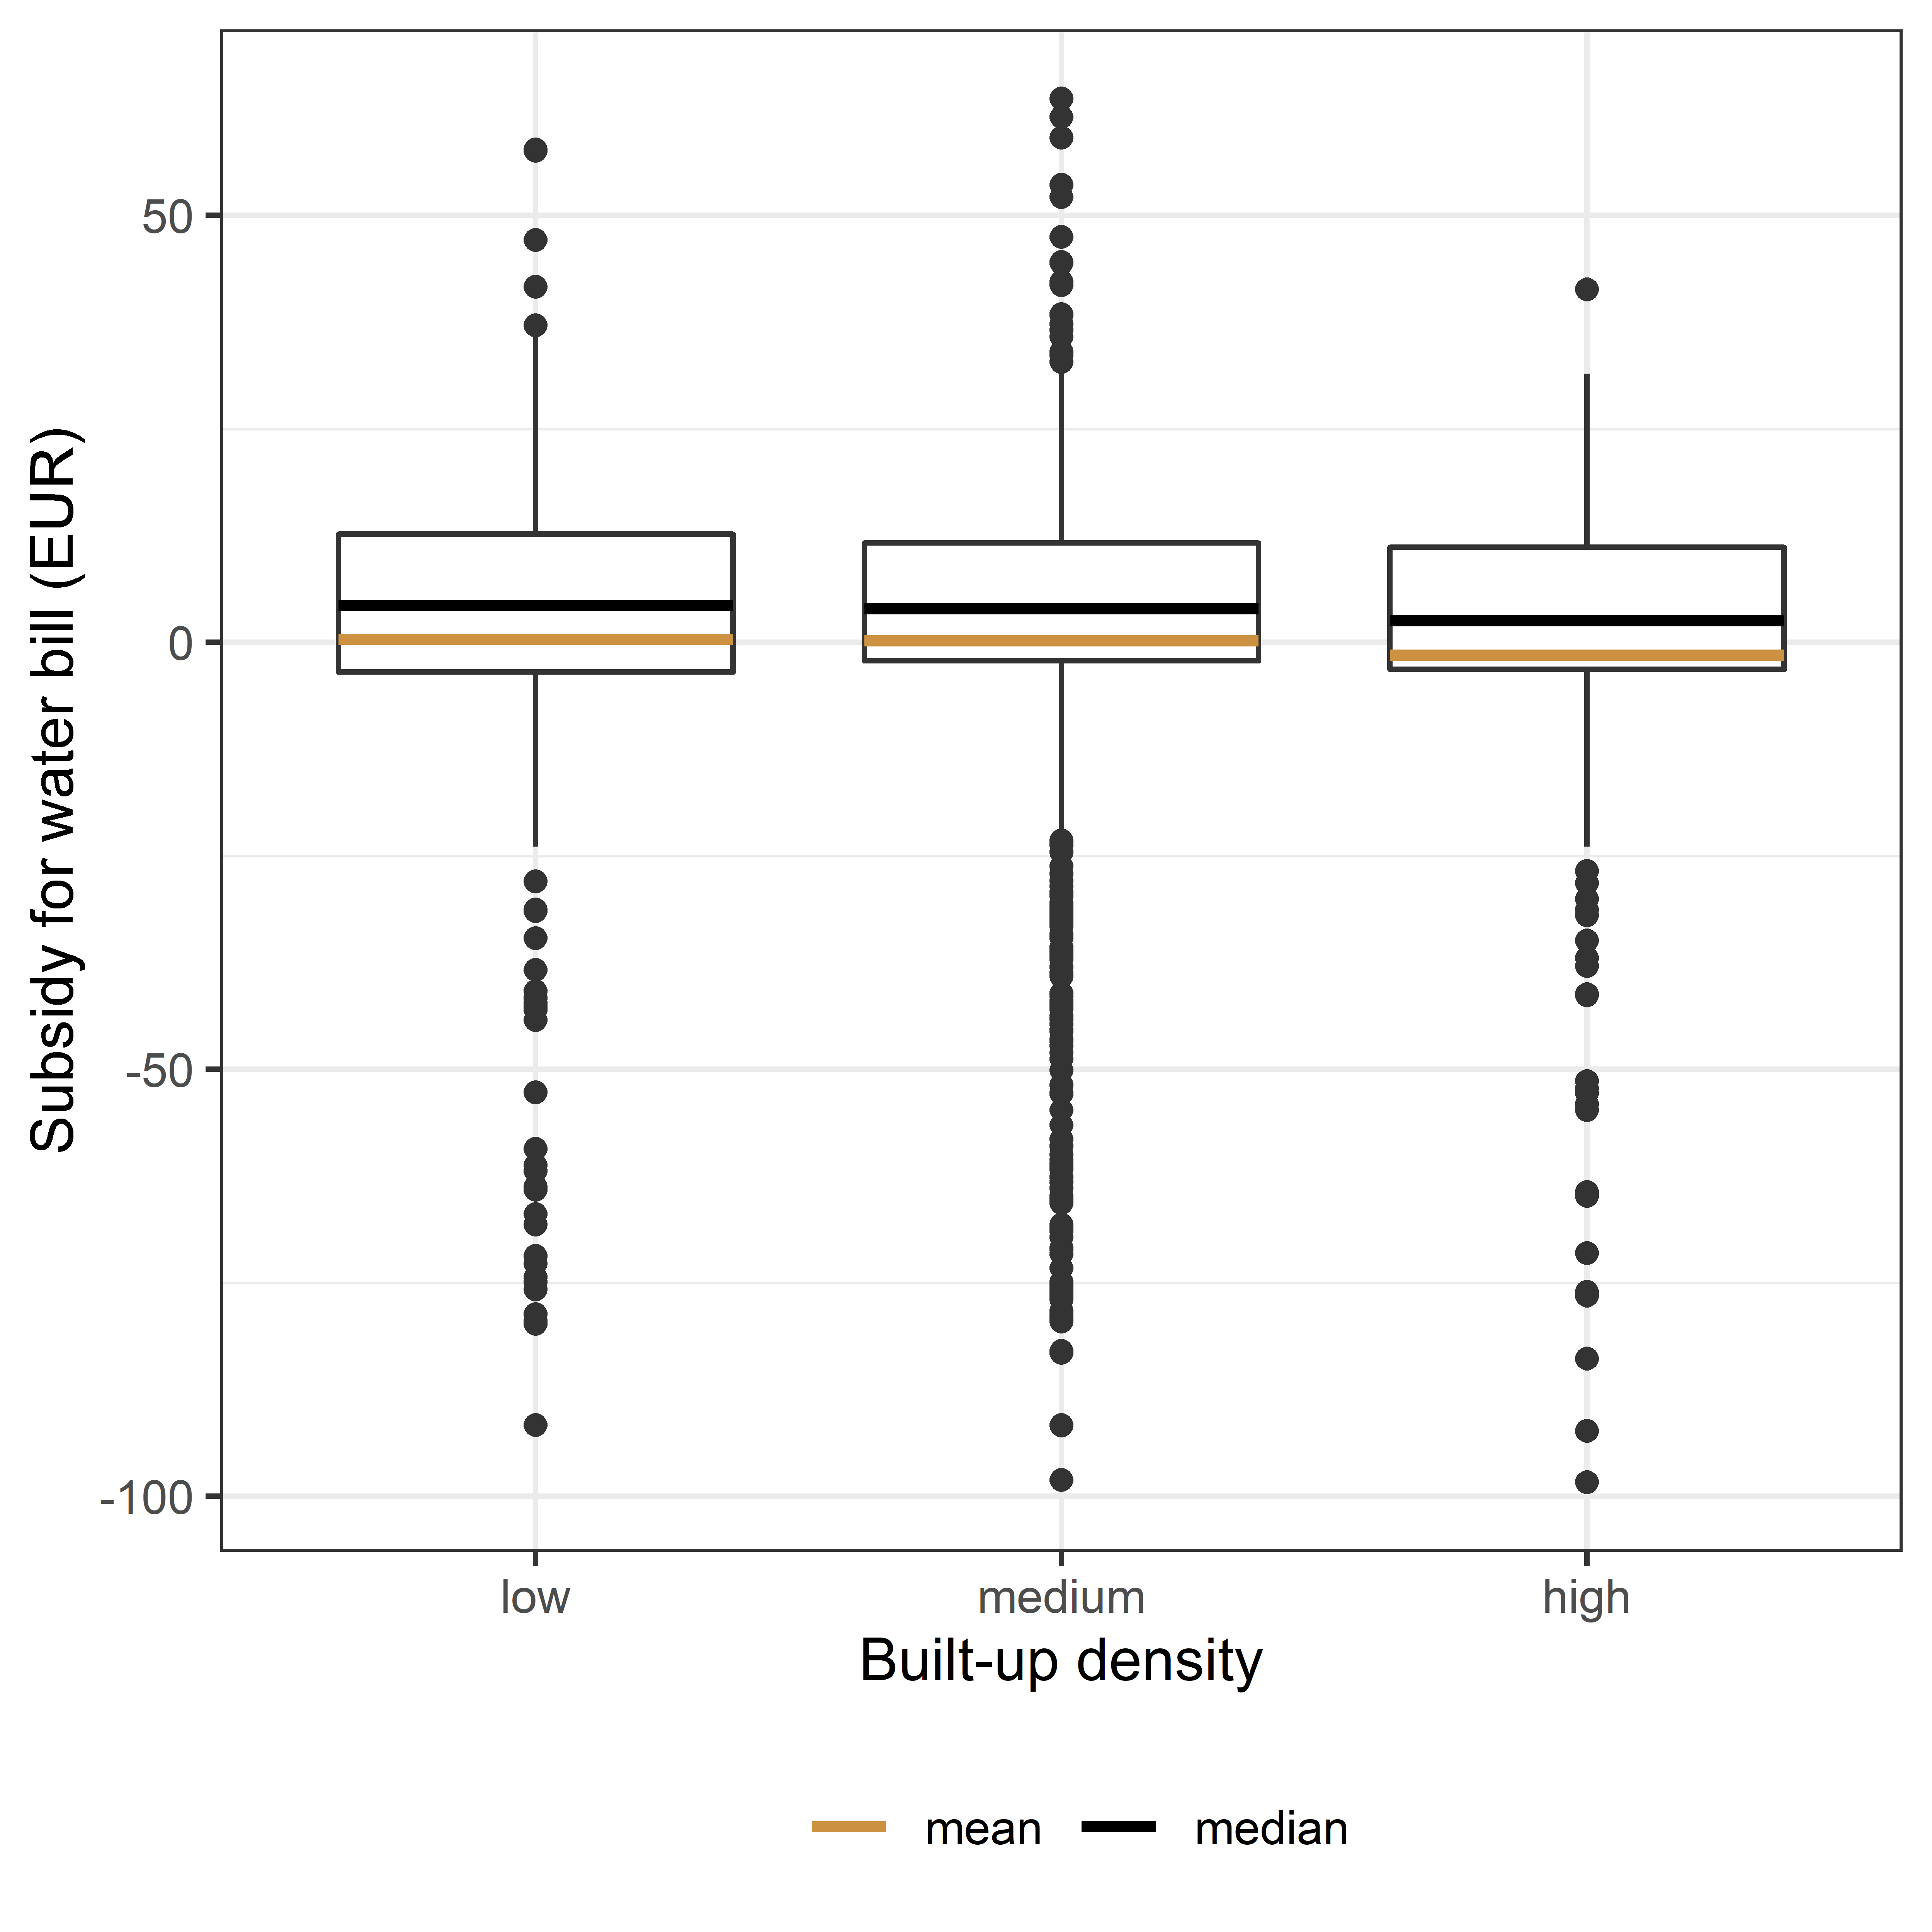 Subsidy for water bill (EUR)
50
0
-50
-100
low medium high
Built-up density
mean median